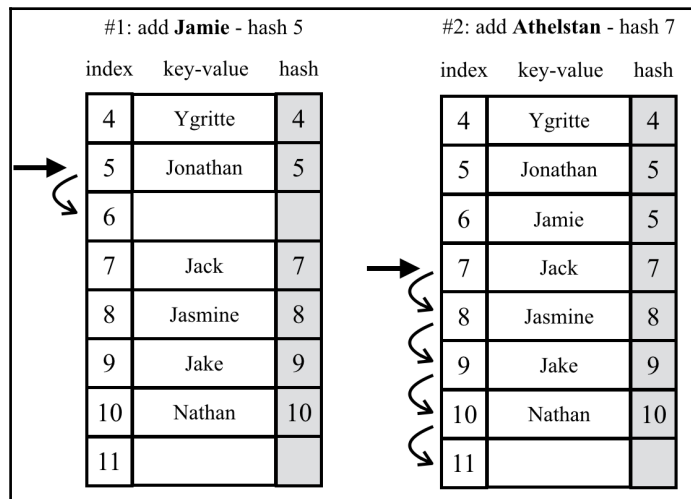 #1: add Jamie - hash 5
index key-value hash
4 Ygritte 4
5 Jonathan 5
6
7 Jack 7
8 Jasmine 8
9 Jake 9
10 Nathan 10
11
#2: add Athelstan - hash 7
index key-value hash
4 Ygritte 4
5 Jonathan 5
6 Jamie 5
7 Jack 7
8 Jasmine 8
9 Jake 9
10 Nathan 10
11